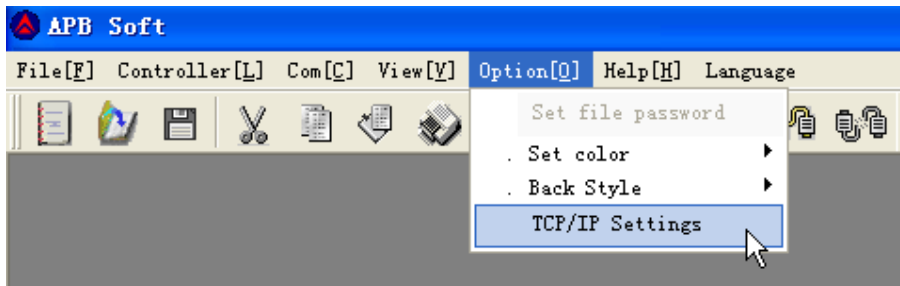 APB Soft
File[F] Controller[L] Com[C] View[V] Option[O] Help[H] Language
Set file password
. Set color
. Back Style
TCP/IP Settings